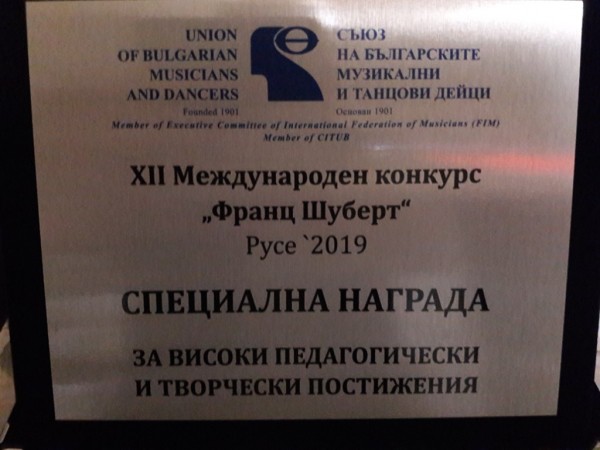 UNION
OF BULGARIAN
MUSICIANS
AND DANCERS
Founded 1901
СЪЮЗ
НА БЪЛГАРСКИТЕ
МУЗИКАЛНИ
И ТАНЦОВИ ДЕЙЦИ
Основан 1901
Member of Executive Committee of International Federation of Musicians (FIM)
Member of CITUB
XII Международен конкурс
„Франц Шуберт“
Русе `2019
СПЕЦИАЛНА НАГРАДА
ЗА ВИСОКИ ПЕДАГОГИЧЕСКИ
И ТВОРЧЕСКИ ПОСТИЖЕНИЯ